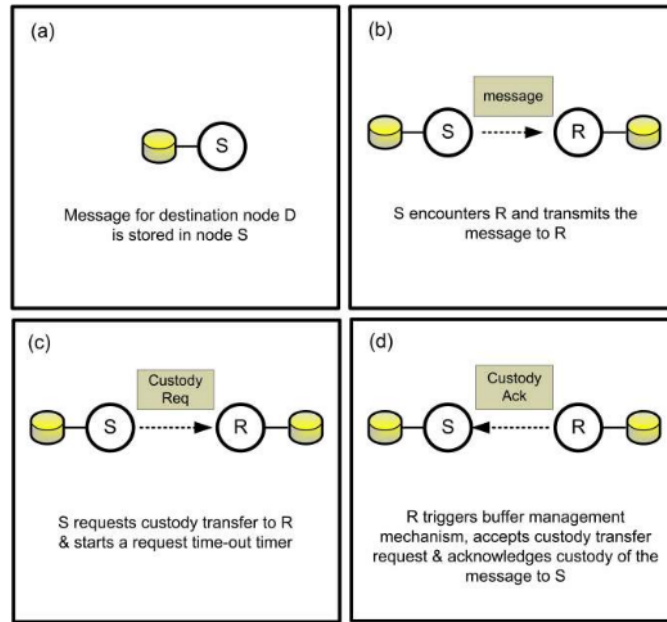 (a)
S
Message for destination node D
is stored in node S
(b)
message
S
R
S encounters R and transmits the
message to R
(c)
Custody
Req
S
R
S requests custody transfer to R
& starts a request time-out timer
(d)
Custody
Ack
S
R
R triggers buffer management
mechanism, accepts custody transfer
request & acknowledges custody of the
message to S